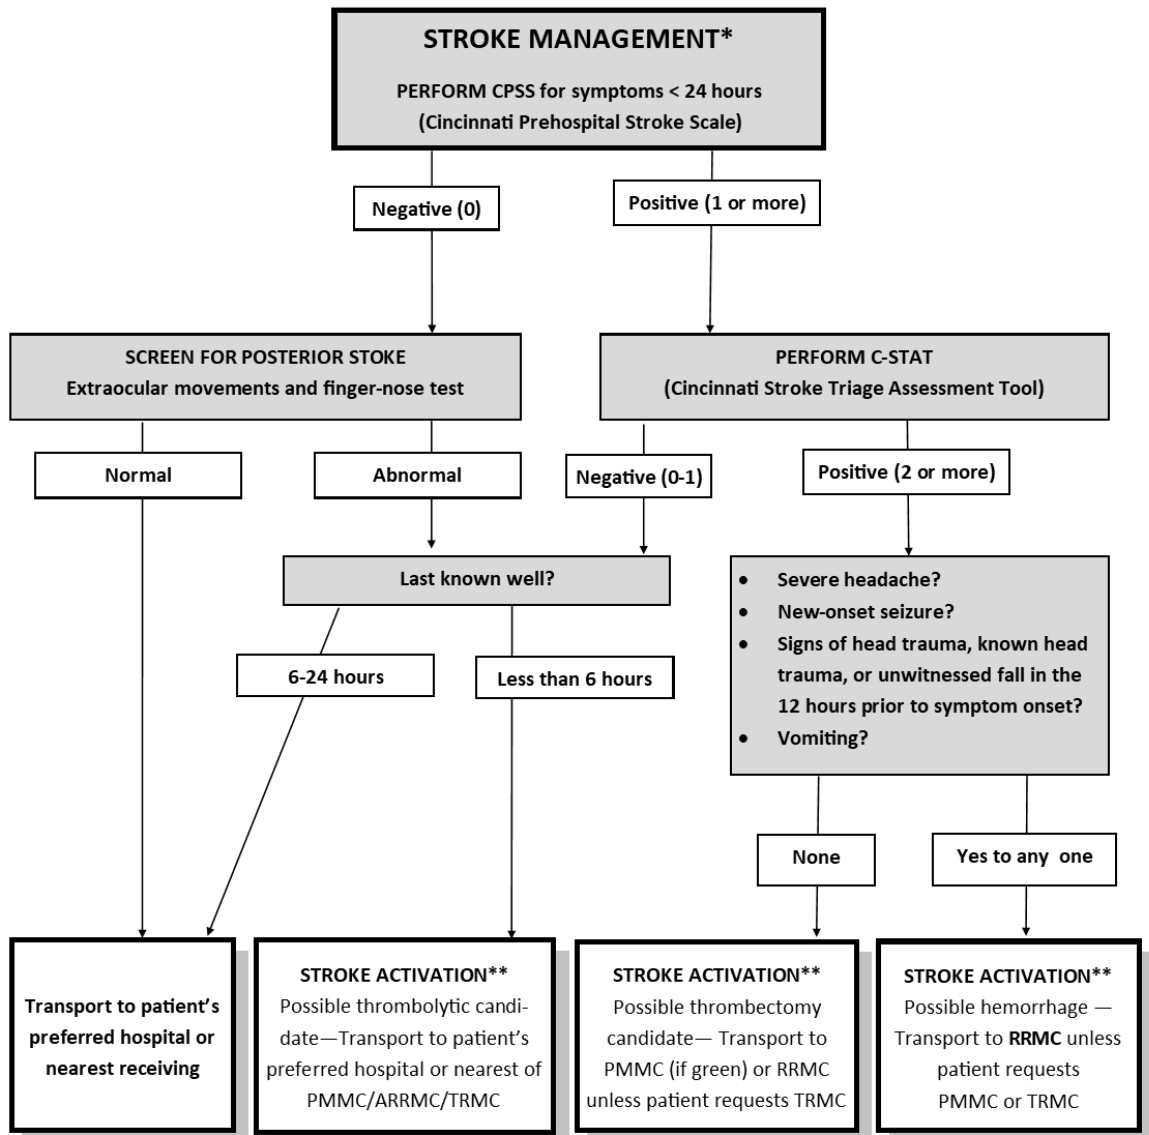 STROKE MANAGEMENT*
PERFORM CPSS for symptoms < 24 hours
(Cincinnati Prehospital Stroke Scale)
Negative (0)
Positive (1 or more)
SCREEN FOR POSTERIOR STOKE
Extraocular movements and finger-nose test
PERFORM C-STAT
(Cincinnati Stroke Triage Assessment Tool)
Normal
Abnormal
Negative (0-1)
Positive (2 or more)
Last known well?
• Severe headache?
• New-onset seizure?
• Signs of head trauma, known head
trauma, or unwitnessed fall in the
12 hours prior to symptom onset?
• Vomiting?
6-24 hours
Less than 6 hours
None
Yes to any  one
Transport to patient’s
preferred hospital or
nearest receiving
STROKE ACTIVATION**
Possible thrombolytic candi-
date—Transport to patient’s
preferred hospital or nearest of
PMMC/ARRMC/TRMC
STROKE ACTIVATION**
Possible thrombectomy
candidate— Transport to
PMMC (if green) or RRMC
unless patient requests TRMC
STROKE ACTIVATION**
Possible hemorrhage —
Transport to RRMC unless
patient requests
PMMC or TRMC